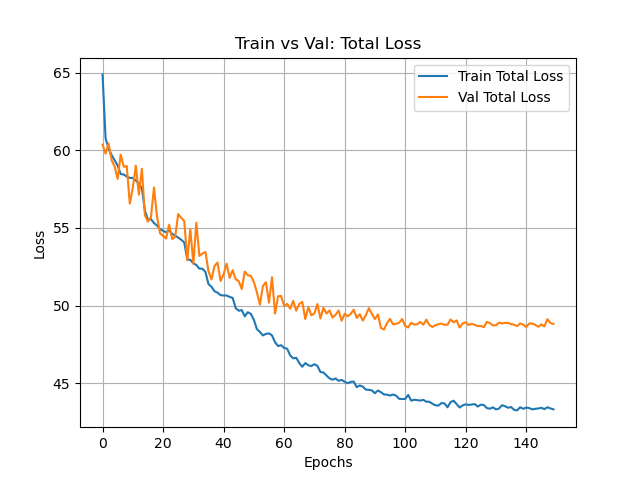 Train vs Val: Total Loss
Train Total Loss
Val Total Loss
65
60
55
50
45
Loss
0 20 40 60 80 100 120 140
Epochs